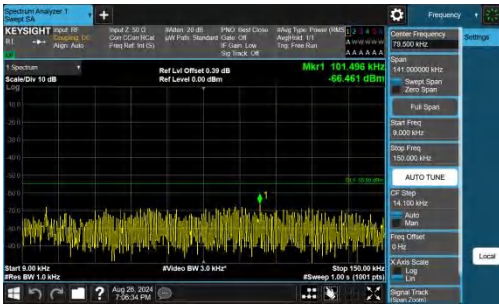 Spectrum Analyzer 1
Swept SA
Frequency
KEYSIGHT
Input: RF
Coupling: DC
Align: Auto
Input Z: 50 Ω
Corr CCorr RCal
Freq Ref: Int (S)
#Atten: 20 dB
µW Path: Standard
PNO: Best Close
Gate: Off
IF Gain: Low
Sig Track: Off
#Avg Type: Power (RMS
Avg|Hold: 1/1
Trig: Free Run
1 Spectrum
Scale/Div 10 dB
Log
Ref Lvl Offset 0.39 dB
Ref Level 0.00 dBm
Mkr1 101.496 kHz
-66.461 dBm
1
Start 9.00 kHz
#Res BW 1.0 kHz
#Video BW 3.0 kHz*
Stop 150.00 kHz
#Sweep 1.00 s (1001 pts)
Aug 26, 2024
7:06:34 PM
Center Frequency
79.500 kHz
Settings
Span
141.000000 kHz
Swept Span
Zero Span
Full Span
Start Freq
9.000 kHz
Stop Freq
150.000 kHz
AUTO TUNE
CF Step
14.100 kHz
Auto
Man
Freq Offset
0 Hz
X-Axis Scale
Log
Lin
Local
Signal Track
(Span Zoom)